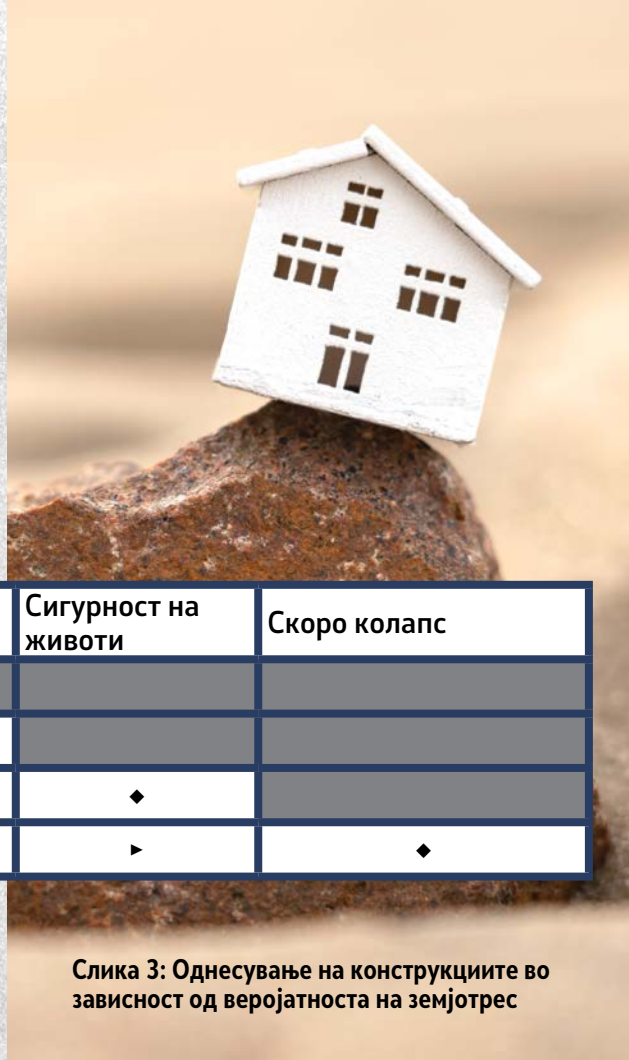 Сигурност на
животи
Скоро колапс
◆
► ◆
Слика 3: Однесување на конструкциите во
зависност од веројатноста на земјотрес